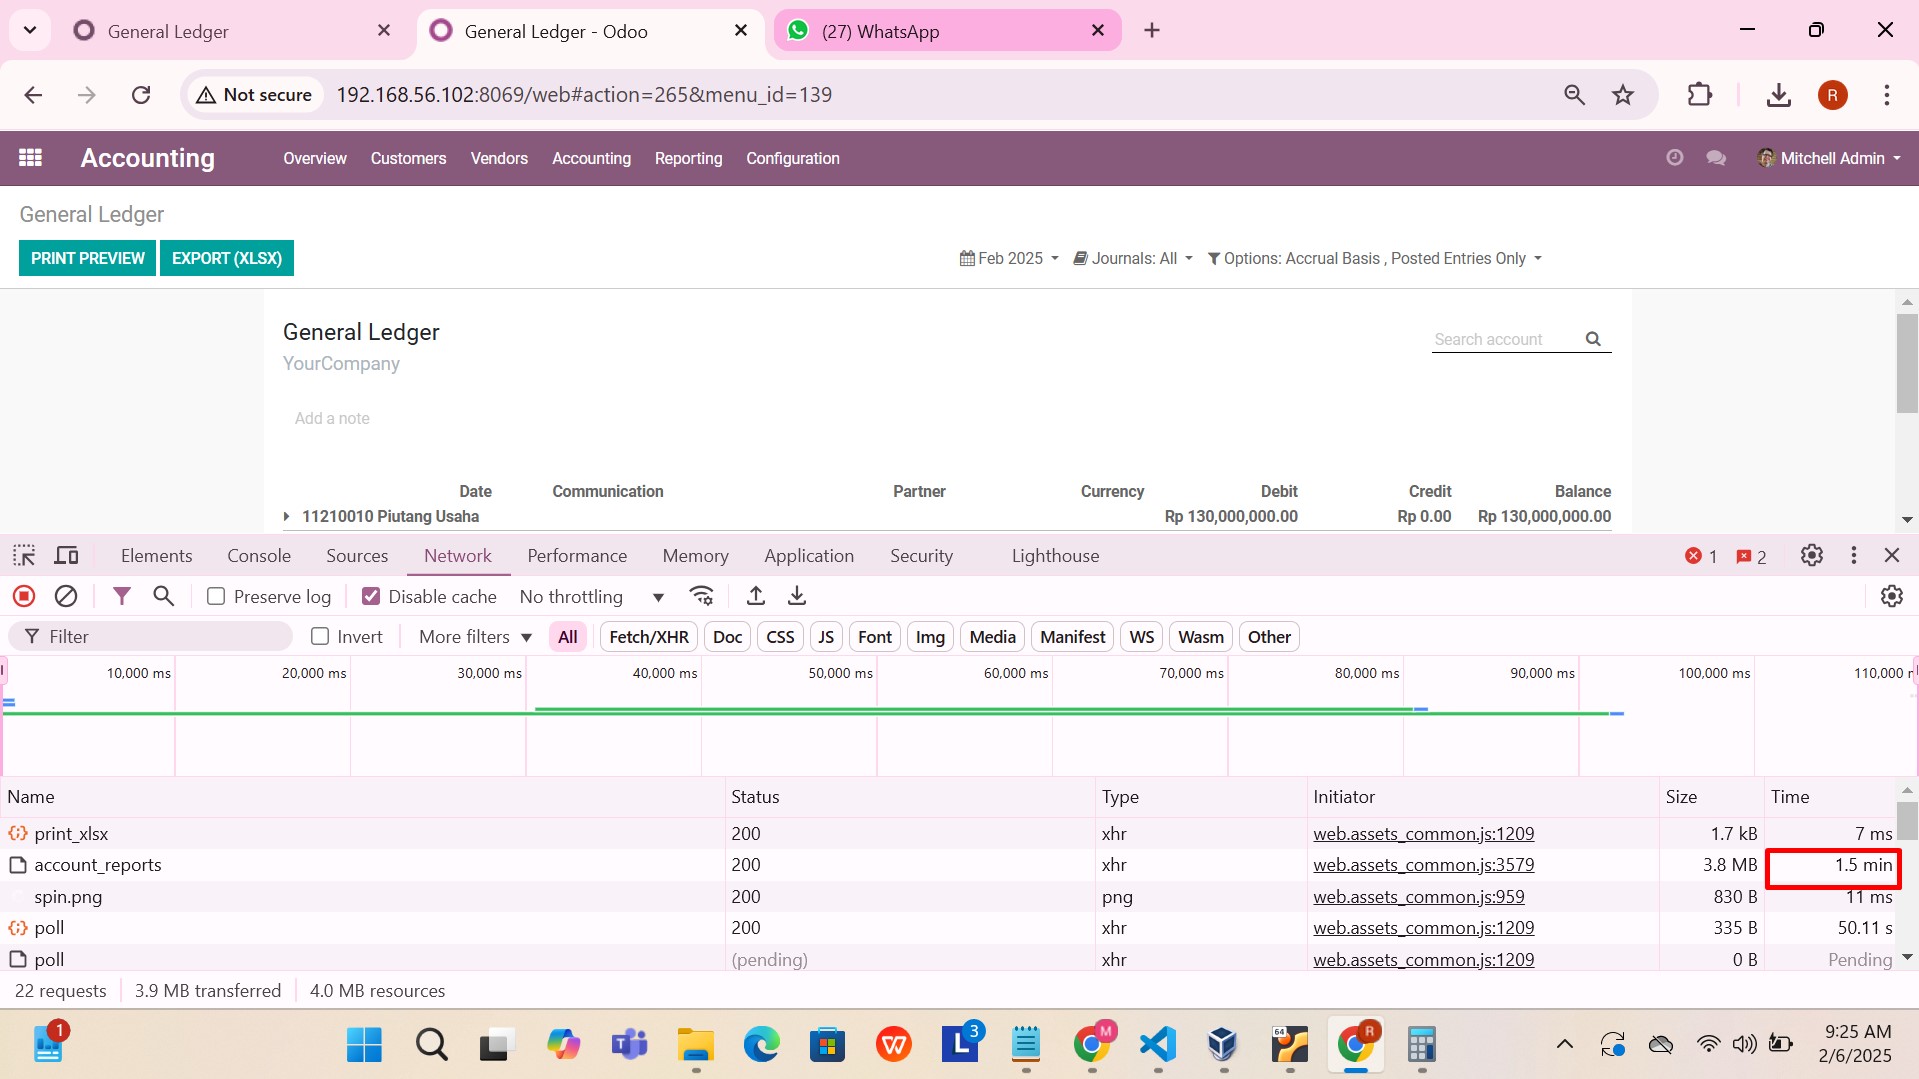 General Ledger
General Ledger - Odoo
(27) WhatsApp
Not secure
192.168.56.102:8069/web#action=265&menu_id=139
R
Accounting
Overview
Customers
Vendors
Accounting
Reporting
Configuration
Mitchell Admin
General Ledger
PRINT PREVIEW
EXPORT (XLSX)
Feb 2025
Journals: All
Options: Accrual Basis , Posted Entries Only
General Ledger
Search account
YourCompany
Add a note
Date Communication Partner Currency Debit Credit Balance
11210010 Piutang Usaha Rp 130,000,000.00 Rp 0.00 Rp 130,000,000.00
Elements Console Sources Network Performance Memory Application Security Lighthouse 1 2
Preserve log Disable cache No throttling
Filter Invert More filters All Fetch/XHR Doc CSS JS Font Img Media Manifest WS Wasm Other
10,000 ms 20,000 ms 30,000 ms 40,000 ms 50,000 ms 60,000 ms 70,000 ms 80,000 ms 90,000 ms 100,000 ms 110,000 m
Name Status Type Initiator Size Time
print_xlsx 200 xhr web.assets_common.js:1209 1.7 kB 7 ms
account_reports 200 xhr web.assets_common.js:3579 3.8 MB 1.5 min
spin.png 200 png web.assets_common.js:959 830 B 11 ms
poll 200 xhr web.assets_common.js:1209 335 B 50.11 s
poll (pending) xhr web.assets_common.js:1209 0 B Pending
22 requests 3.9 MB transferred 4.0 MB resources
1
W
L
3
M
64
R
9:25 AM
2/6/2025